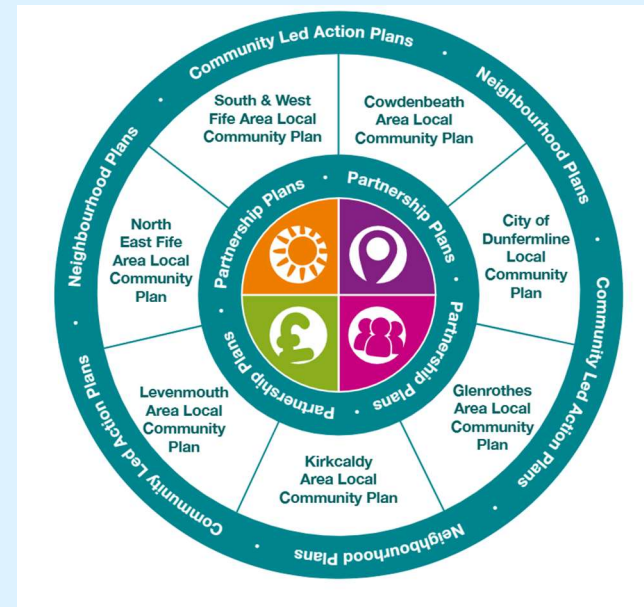 Community Led Action Plans
Neighbourhood Plans
Community Led Action Plans
Neighbourhood Plans
Community Led Action Plans
Neighbourhood Plans
South & West
Fife Area Local
Community Plan
Cowdenbeath
Area Local
Community Plan
City of
Dunfermline
Local
Community
Plan
Glenrothes
Area Local
Community
Plan
Kirkcaldy
Area Local
Community Plan
Levenmouth
Area Local
Community
Plan
North
East Fife
Area Local
Community
Plan
Partnership Plans
Partnership Plans
Partnership Plans
Partnership Plans
Partnership Plans
£